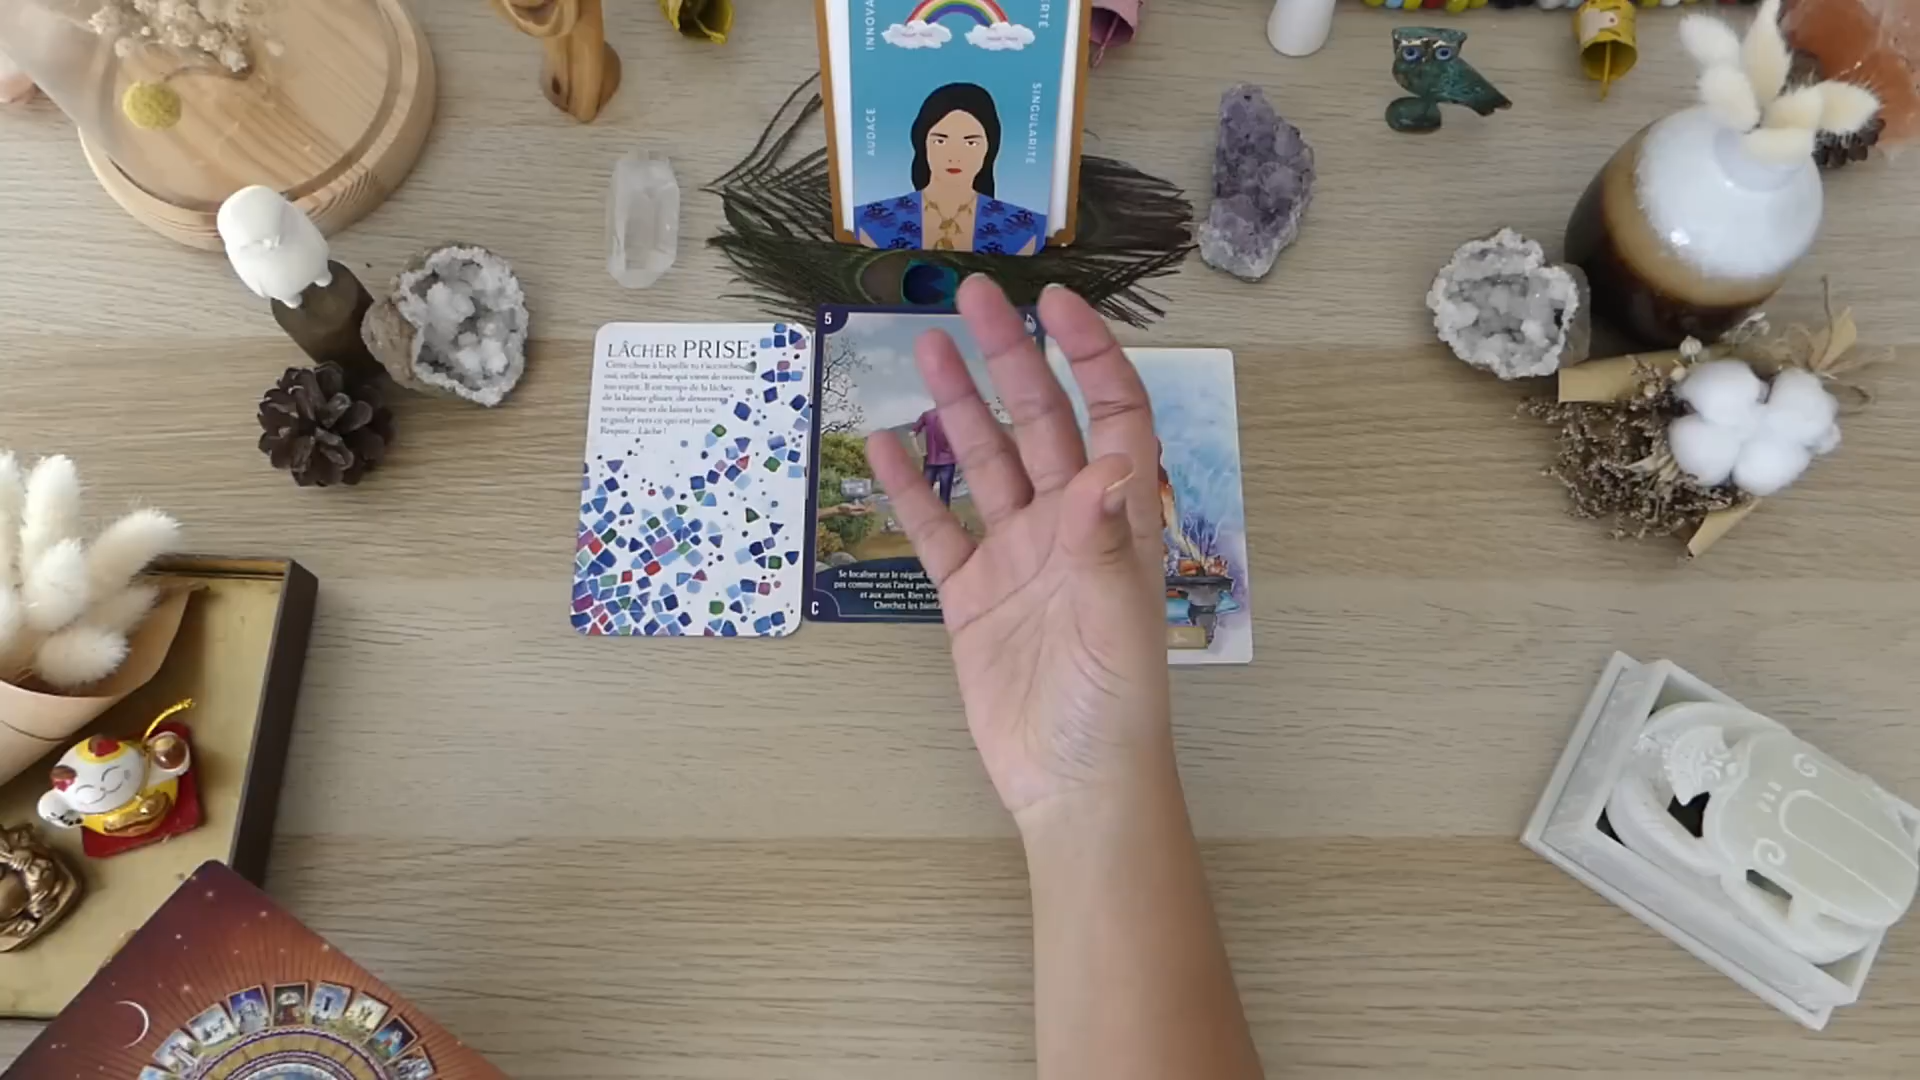 INNOVA
ERTÉ
AUDACE
SINGULARITÉ
LÂCHER PRISE
Cette chose à laquelle tu t'accroches,
oui, celle-là même qui vient de traverser
ton esprit. Il est temps de la lâcher,
de la laisser glisser, de desserrer
ton emprise et de laisser la vie
te guider vers ce qui est juste.
Respire... Lâche !
5
Se focaliser sur le négatif.
pas comme vous l'aviez prév
et aux autres. Rien n'es
Cherchez les bienfa
C